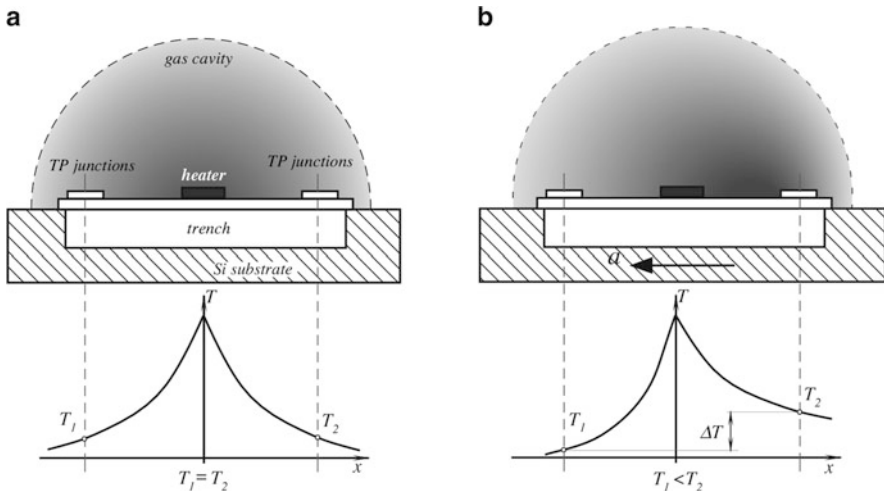 a
gas cavity
TP junctions
heater
TP junctions
trench
Si substrate
T
T1
T2
x
T1 = T2
b
a
T
T1
T2
ΔT
x
T1 < T2